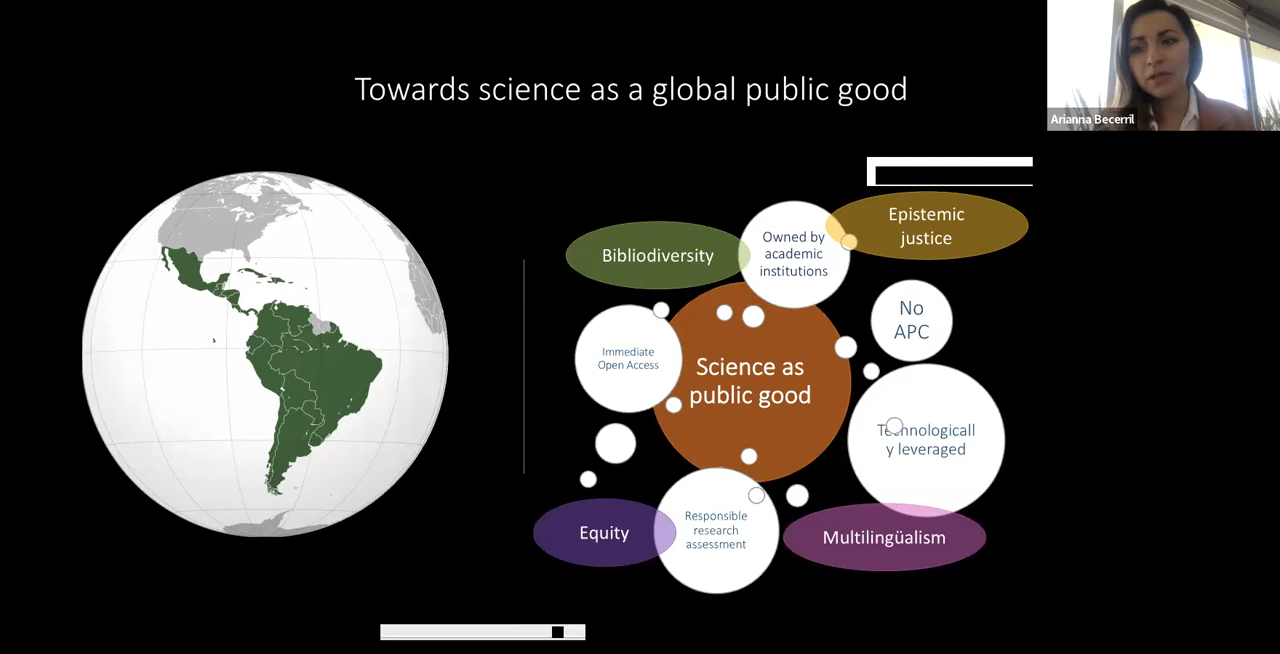 Towards science as a global public good
Arianna Becerril
Bibliodiversity
Owned by
academic
institutions
Epistemic
justice
No
APC
Immediate
Open Access
Science as
public good
Technologicall
y leveraged
Equity
Responsible
research
assessment
Multilingüalism